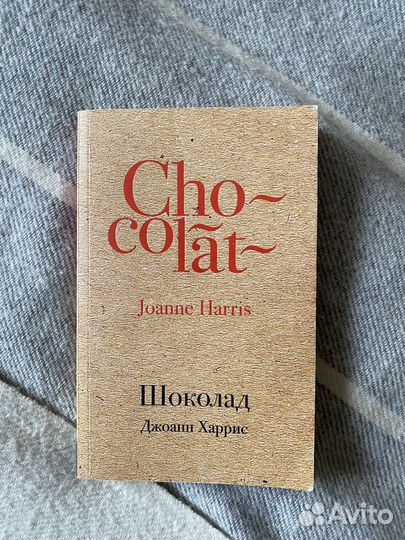 Cho~
colat~
Joanne Harris
Шоколад
Джоанн Харрис
Avito